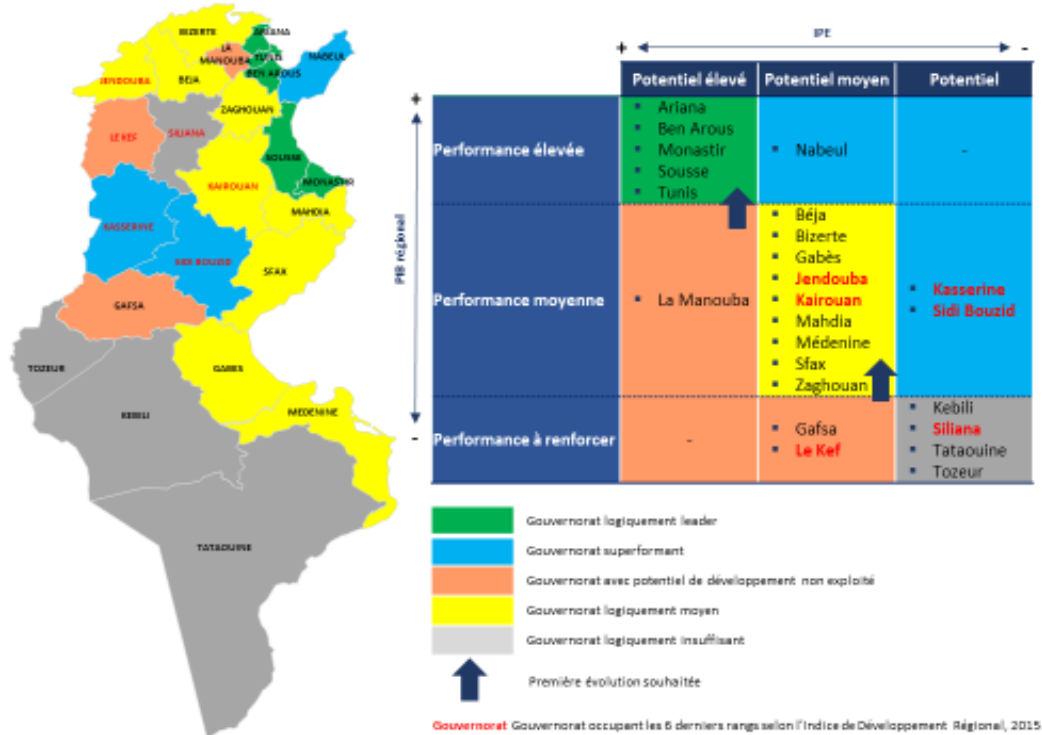 BIZERTE
ARIANA
LA
MANOUBA
TUNIS
NABEUL
JENDOUBA
BEJA
BEN AROUS
ZAGHOUAN
LE KEF
SILIANA
SOUSSE
KAIROUAN
MONASTIR
MAHDIA
KASSERINE
SIDI BOUZID
SFAX
GAFSA
TOZEUR
GABES
KEBILI
MEDENINE
TATAOUINE
IPE
+ -
Potentiel élevé Potentiel moyen Potentiel
+
PIB régional
-
Performance élevée
Ariana
Ben Arous
Monastir
Sousse
Tunis
Nabeul
-
Performance moyenne
La Manouba
Béja
Bizerte
Gabès
Jendouba
Kairouan
Mahdia
Médenine
Sfax
Zaghouan
Kasserine
Sidi Bouzid
Performance à renforcer
-
Gafsa
Le Kef
Kebili
Siliana
Tataouine
Tozeur
Gouvernorat logiquement leader
Gouvernorat superformant
Gouvernorat avec potentiel de développement non exploité
Gouvernorat logiquement moyen
Gouvernorat logiquement insuffisant
Première évolution souhaitée
Gouvernorat Gouvernorat occupant les 6 derniers rangs selon l'Indice de Développement Régional, 2015